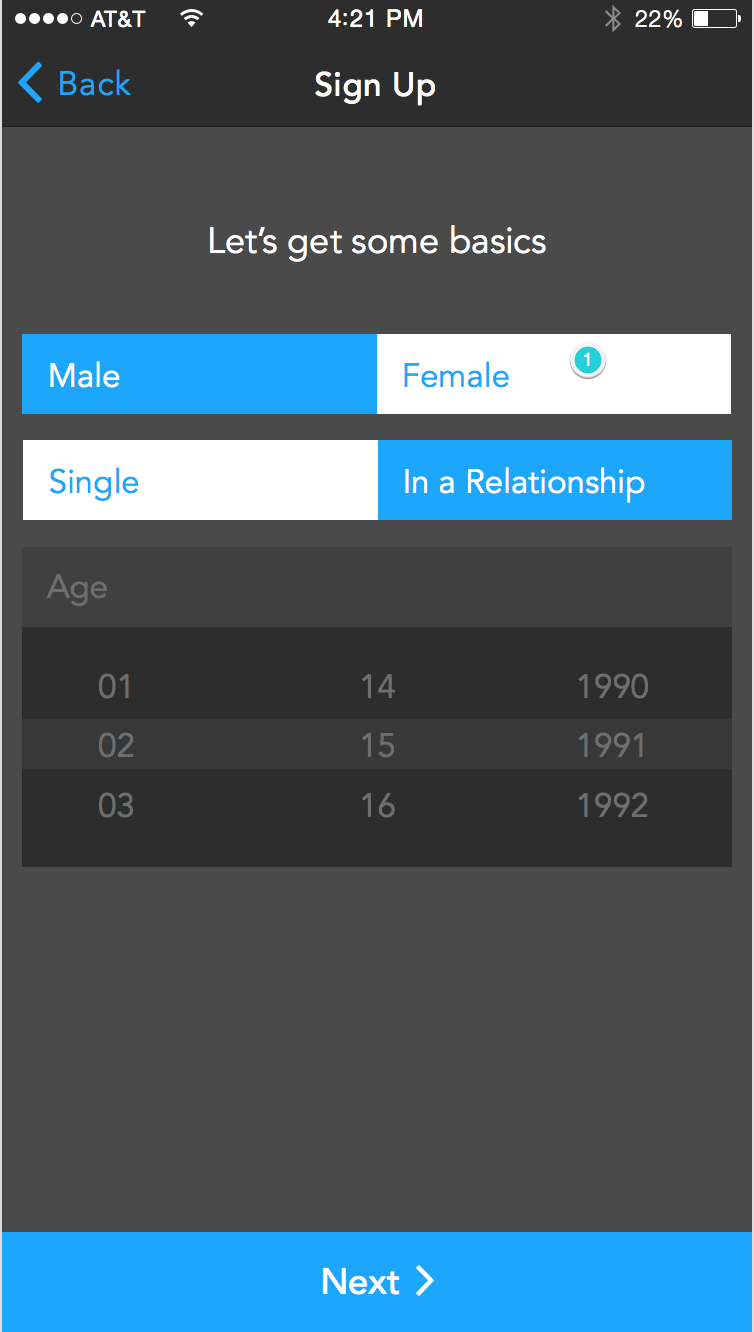 AT&T 4:21 PM 22%
Back Sign Up
Let's get some basics
Male Female 1
Single In a Relationship
Age
01 14 1990
02 15 1991
03 16 1992
Next